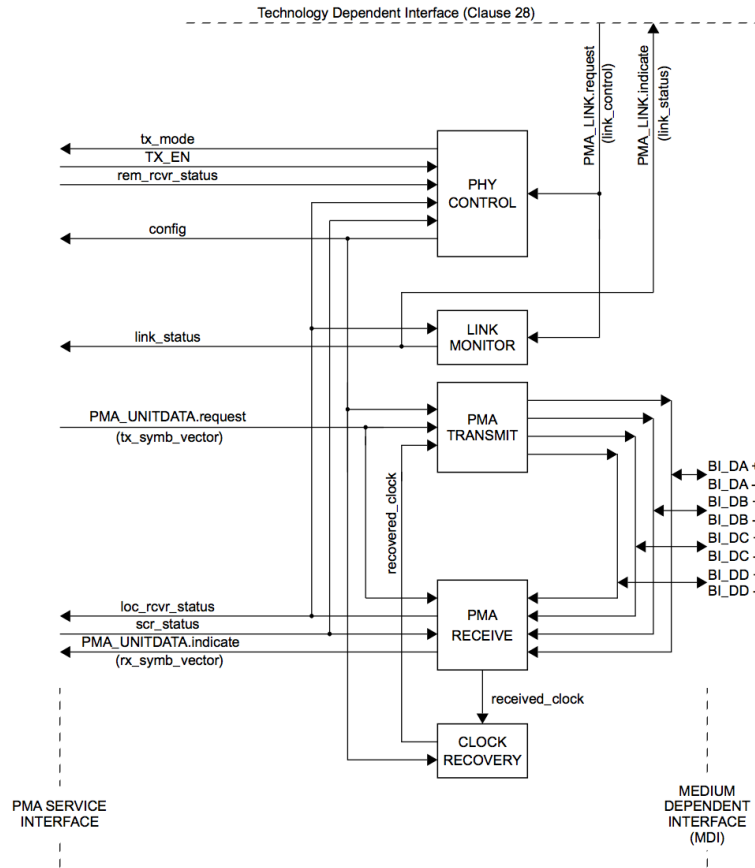 Technology Dependent Interface (Clause 28)
PMA_LINK.request
(link_control)
PMA_LINK.indicate
(link_status)
tx_mode
TX_EN
rem_rcvr_status
PHY
CONTROL
config
LINK
MONITOR
link_status
PMA_UNITDATA.request
(tx_symb_vector)
PMA
TRANSMIT
recovered_clock
BI_DA +
BI_DA -
BI_DB -
BI_DB -
BI_DC -
BI_DC -
BI_DD -
BI_DD -
loc_rcvr_status
scr_status
PMA_UNITDATA.indicate
(rx_symb_vector)
PMA
RECEIVE
received_clock
CLOCK
RECOVERY
PMA SERVICE
INTERFACE
MEDIUM
DEPENDENT
INTERFACE
(MDI)